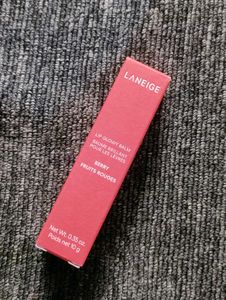 LANEIGE
LIP GLOWY BALM
BAUME BRILLANT
POUR LES LÈVRES
BERRY
FRUITS ROUGES
Net Wt. 0.35 oz.
Poids net 10 g